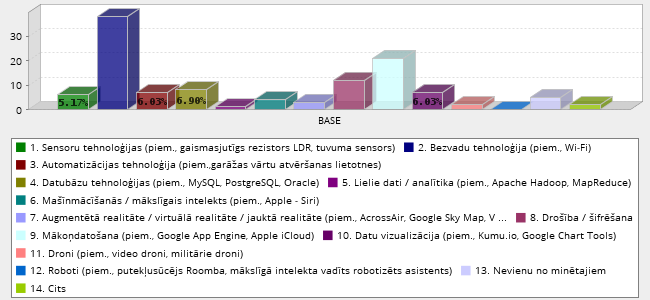 30
20
10
0
5.17%
6.03%
6.90%
6.03%
BASE
1. Sensoru tehnoloģijas (piem., gaismasjutīgs rezistors LDR, tuvuma sensors) 2. Bezvadu tehnoloģija (piem., Wi-Fi)
3. Automatizācijas tehnoloģija (piem.garāžas vārtu atvēršanas lietotnes)
4. Datubāzu tehnoloģijas (piem., MySQL, PostgreSQL, Oracle) 5. Lielie dati / analītika (piem., Apache Hadoop, MapReduce)
6. Mašīnmācīšanās / mākslīgais intelekts (piem., Apple - Siri)
7. Augmentētā realitāte / virtuālā realitāte / jauktā realitāte (piem., AcrossAir, Google Sky Map, V ... 8. Drošība / šifrēšana
9. Mākoņdatošana (piem., Google App Engine, Apple iCloud) 10. Datu vizualizācija (piem., Kumu.io, Google Chart Tools)
11. Droni (piem., video droni, militārie droni)
12. Roboti (piem., putekļusūcējs Roomba, mākslīgā intelekta vadīts robotizēts asistents) 13. Nevienu no minētajiem
14. Cits